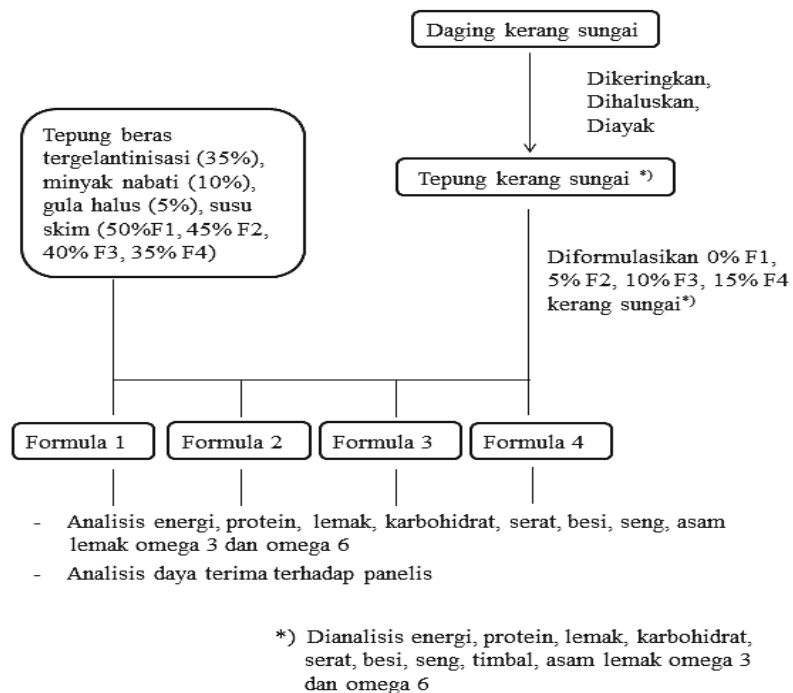 Daging kerang sungai
Dikeringkan,
Dihaluskan,
Diayak
Tepung beras
tergelantinisasi (35%),
minyak nabati (10%),
gula halus (5%), susu
skim (50%F1, 45% F2,
40% F3, 35% F4)
Tepung kerang sungai *)
Diformulasikan 0% F1,
5% F2, 10% F3, 15% F4
kerang sungai*)
Formula 1
Formula 2
Formula 3
Formula 4
- Analisis energi, protein, lemak, karbohidrat, serat, besi, seng, asam
lemak omega 3 dan omega 6
- Analisis daya terima terhadap panelis
*) Dianalisis energi, protein, lemak, karbohidrat,
serat, besi, seng, timbal, asam lemak omega 3
dan omega 6